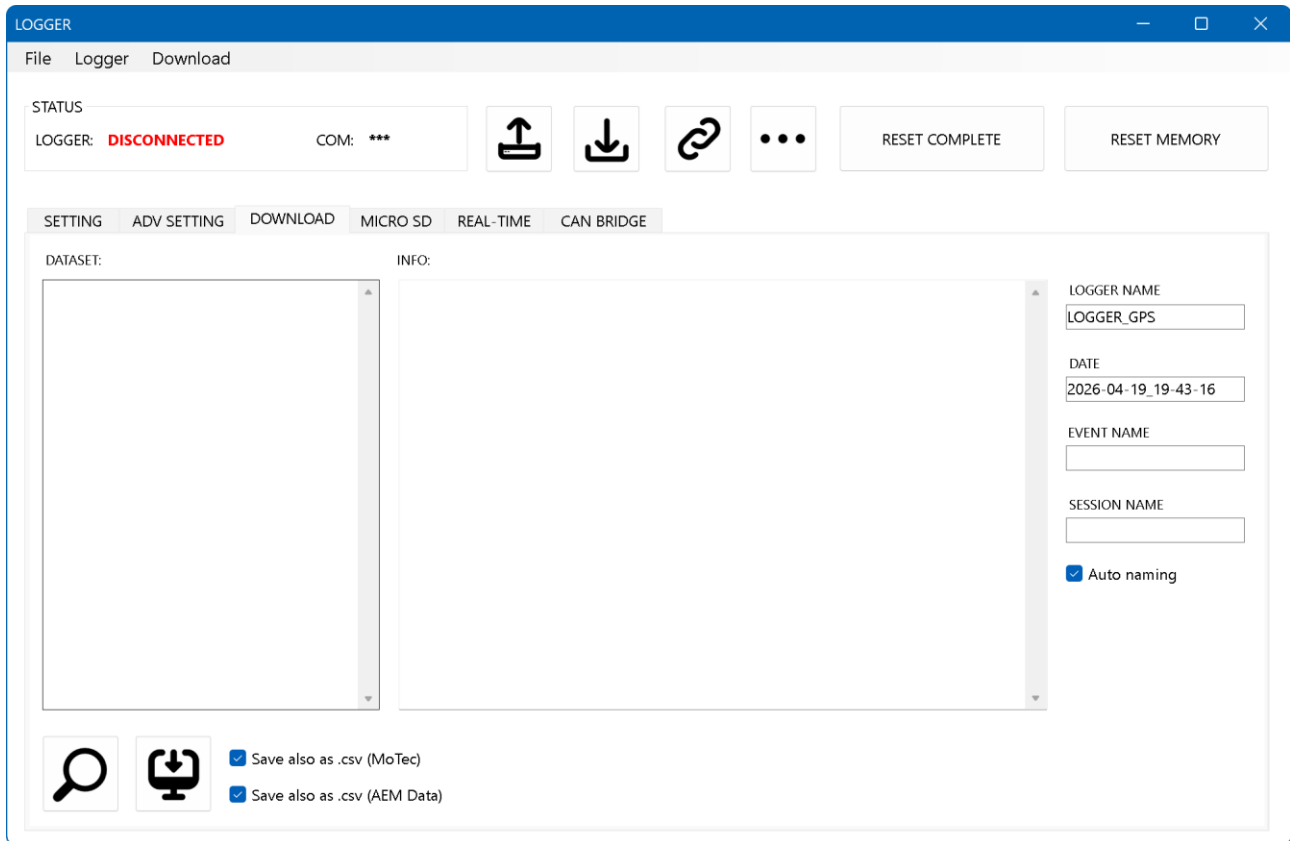 LOGGER
File Logger Download
STATUS
LOGGER: DISCONNECTED COM: ***
RESET COMPLETE
RESET MEMORY
SETTING ADV SETTING DOWNLOAD MICRO SD REAL-TIME CAN BRIDGE
DATASET:
INFO:
LOGGER NAME
LOGGER_GPS
DATE
2026-04-19_19-43-16
EVENT NAME
SESSION NAME
Auto naming
Save also as .csv (MoTec)
Save also as .csv (AEM Data)